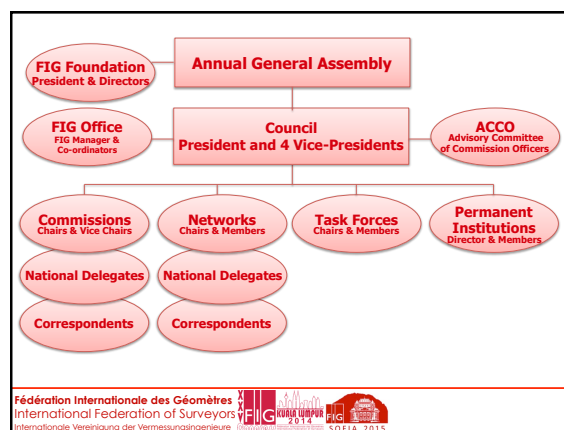 Annual General Assembly
FIG Foundation
President & Directors
Council
President and 4 Vice-Presidents
FIG Office
FIG Manager &
Co-ordinators
ACCO
Advisory Committee
of Commission Officers
Commissions
Chairs & Vice Chairs
Networks
Chairs & Members
Task Forces
Chairs & Members
Permanent
Institutions
Director & Members
National Delegates
National Delegates
Correspondents
Correspondents
Fédération Internationale des Géomètres
International Federation of Surveyors
Internationale Vereinigung der Vermessungsingenieure
FIG
KUALA LUMPUR
2014
FIG
SOFIA 2015